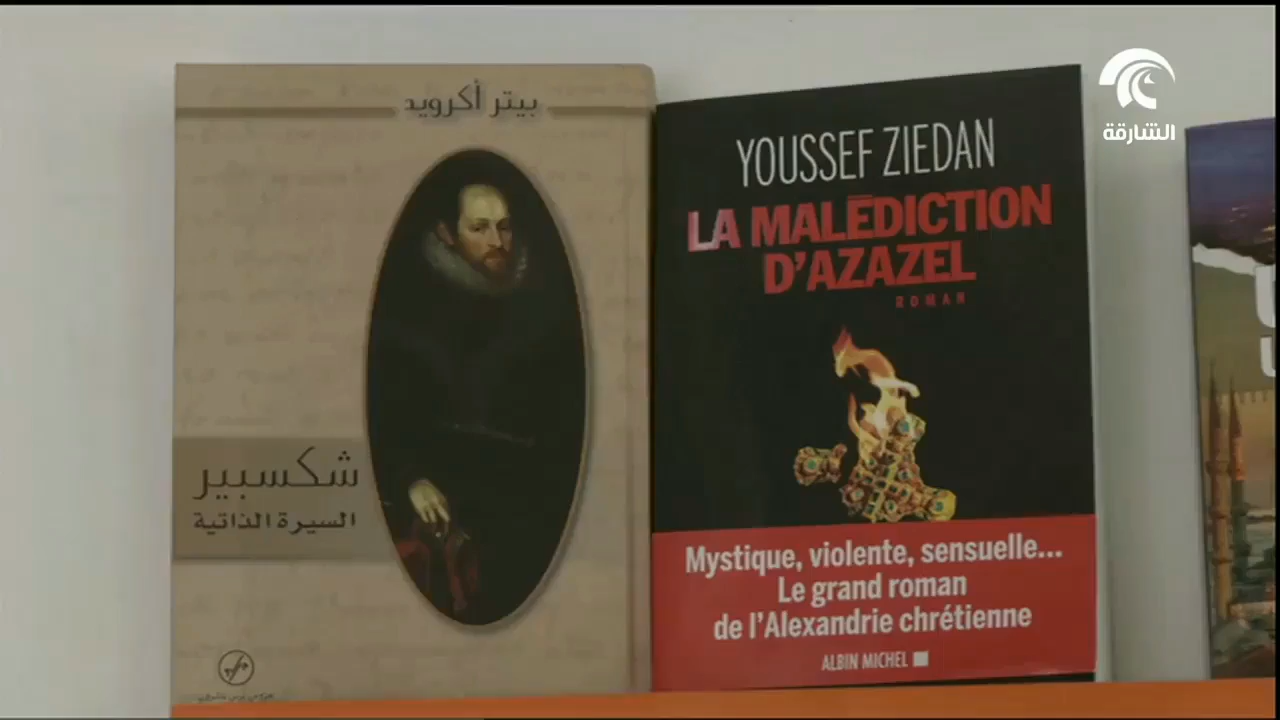 بيتر أكرويد
شكسبير
السيرة الذاتية
YOUSSEF ZIEDAN
LA MALÉDICTION
D'AZAZEL
ROMAN
Mystique, violente, sensuelle...
Le grand roman
de l'Alexandrie chrétienne
ALBIN MICHEL
الشارقة